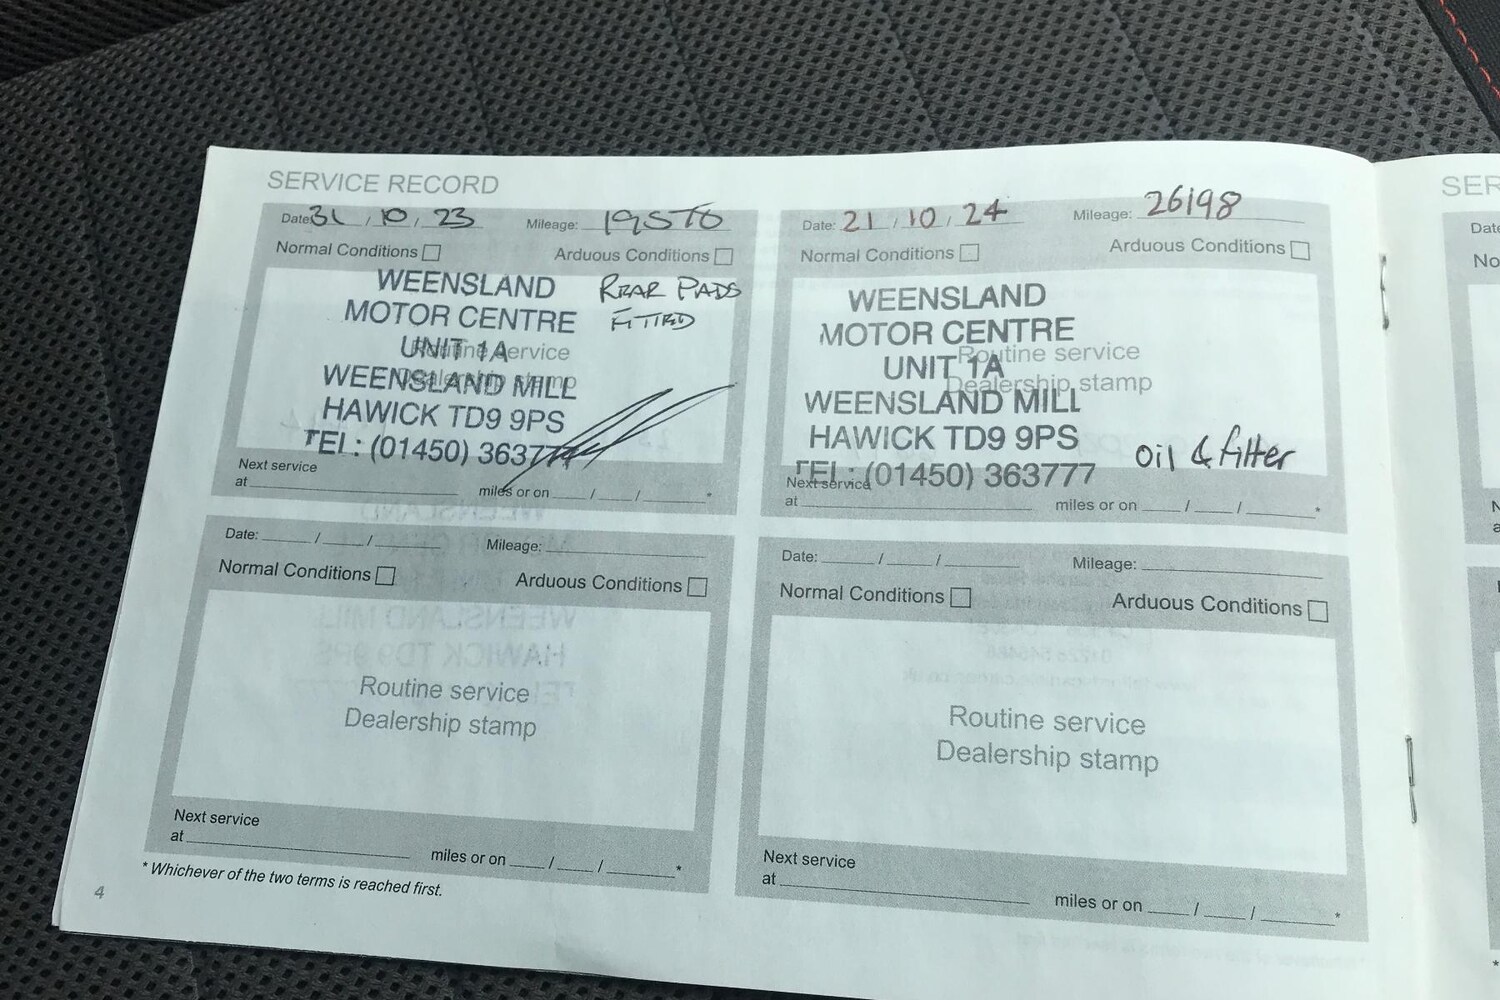 SERVICE RECORD
Date: 31 / 10 / 23 Mileage: 19570
Normal Conditions Arduous Conditions
WEENSLAND
MOTOR CENTRE
UNIT 1A
WEENSLAND MILL
HAWICK TD9 9PS
TEL: (01450) 363777
REAR PADS
FITTED
Routine service
Dealership stamp
Next service
at miles or on / / *
Date: 21 / 10 / 24 Mileage: 26198
Normal Conditions Arduous Conditions
WEENSLAND
MOTOR CENTRE
UNIT 1A
WEENSLAND MILL
HAWICK TD9 9PS
TEL: (01450) 363777
Routine service
Dealership stamp
Oil & filter
Next service
at miles or on / / *
Date: / / Mileage:
Normal Conditions Arduous Conditions
Routine service
Dealership stamp
Next service
at miles or on / / *
Date: / / Mileage:
Normal Conditions Arduous Conditions
Routine service
Dealership stamp
Next service
at miles or on / / *
* Whichever of the two terms is reached first.
4